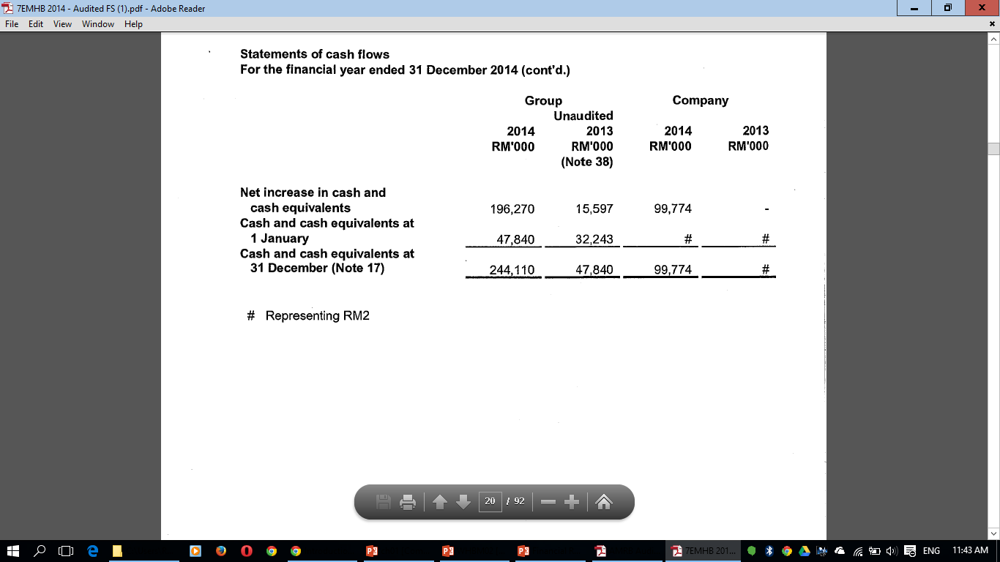 7EMHB 2014 - Audited FS (1).pdf - Adobe Reader
File Edit View Window Help
Statements of cash flows
For the financial year ended 31 December 2014 (cont'd.)
Group Company
Unaudited
2014 2013 2014 2013
RM'000 RM'000 RM'000 RM'000
(Note 38)
Net increase in cash and
cash equivalents 196,270 15,597 99,774 -
Cash and cash equivalents at
1 January 47,840 32,243 # #
Cash and cash equivalents at
31 December (Note 17) 244,110 47,840 99,774 #
# Representing RM2
20 / 92
7EMHB 201... ENG 11:43 AM